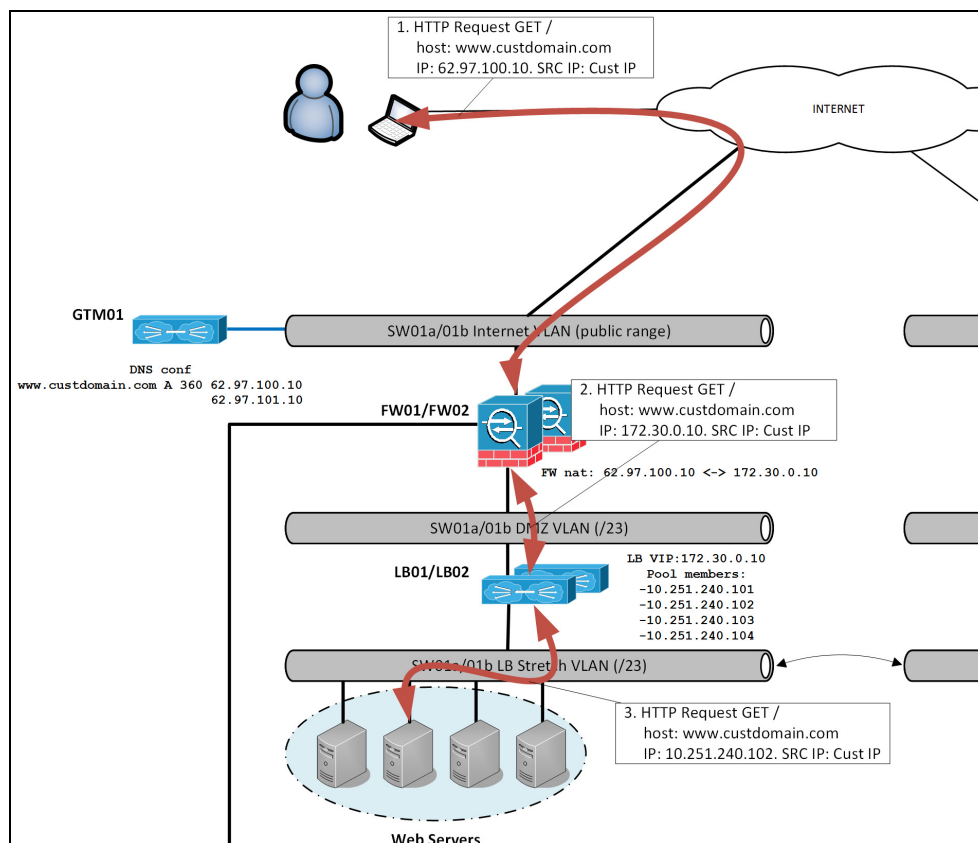 1. HTTP Request GET /
host: www.custdomain.com
IP: 62.97.100.10. SRC IP: Cust IP
INTERNET
GTM01
SW01a/01b Internet VLAN (public range)
DNS conf
www.custdomain.com A 360 62.97.100.10
62.97.101.10
FW01/FW02
2. HTTP Request GET /
host: www.custdomain.com
IP: 172.30.0.10. SRC IP: Cust IP
FW nat: 62.97.100.10 <-> 172.30.0.10
SW01a/01b DMZ VLAN (/23)
LB01/LB02
LB VIP:172.30.0.10
Pool members:
-10.251.240.101
-10.251.240.102
-10.251.240.103
-10.251.240.104
SW01a/01b LB Stretch VLAN (/23)
3. HTTP Request GET /
host: www.custdomain.com
IP: 10.251.240.102. SRC IP: Cust IP
Web Servers